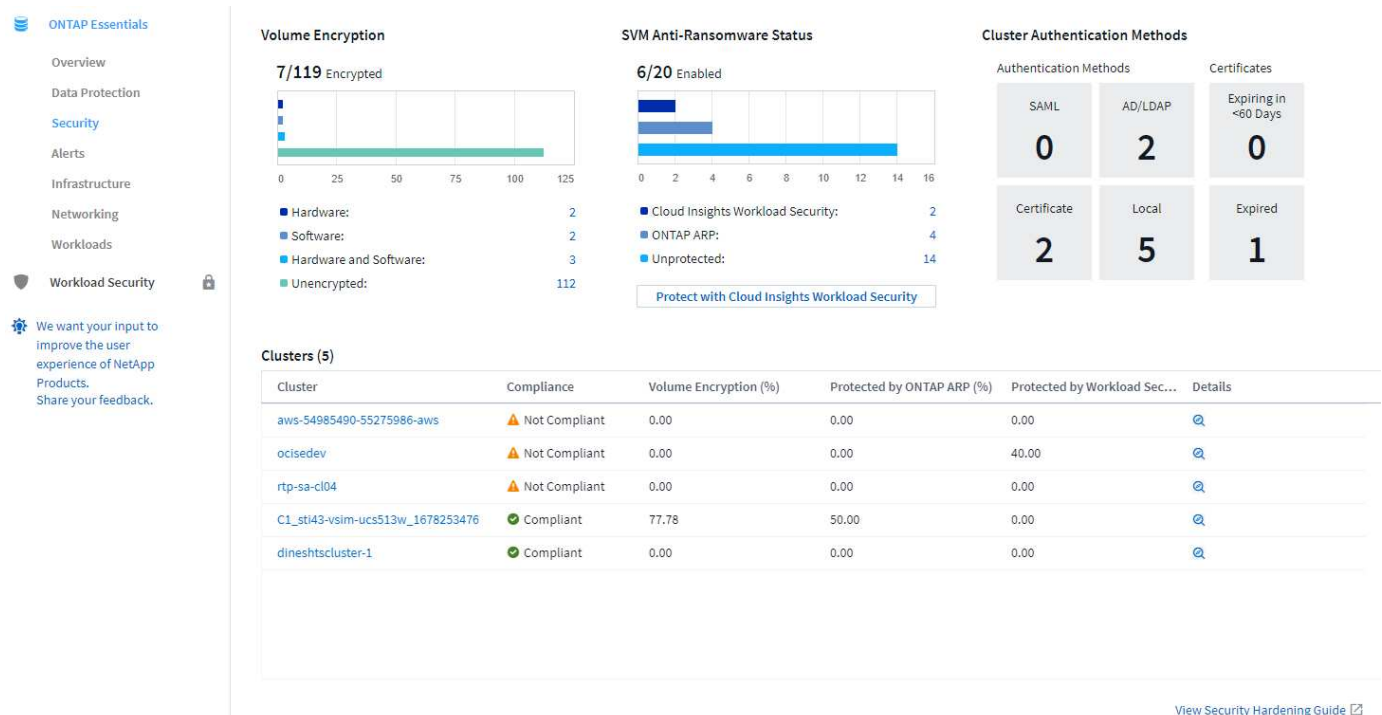 ONTAP Essentials
Overview
Data Protection
Security
Alerts
Infrastructure
Networking
Workloads
Workload Security
We want your input to
improve the user
experience of NetApp
Products.
Share your feedback.
Volume Encryption
7/119 Encrypted
0 25 50 75 100 125
Hardware: 2
Software: 2
Hardware and Software: 3
Unencrypted: 112
SVM Anti-Ransomware Status
6/20 Enabled
0 2 4 6 8 10 12 14 16
Cloud Insights Workload Security: 2
ONTAP ARP: 4
Unprotected: 14
Protect with Cloud Insights Workload Security
Cluster Authentication Methods
Authentication Methods Certificates
SAML AD/LDAP Expiring in
<60 Days
0 2 0
Certificate Local Expired
2 5 1
Clusters (5)
Cluster Compliance Volume Encryption (%) Protected by ONTAP ARP (%) Protected by Workload Sec... Details
aws-54985490-55275986-aws Not Compliant 0.00 0.00 0.00
ocisedev Not Compliant 0.00 0.00 40.00
rtp-sa-cl04 Not Compliant 0.00 0.00 0.00
C1_sti43-vsim-ucs513w_1678253476 Compliant 77.78 50.00 0.00
dineshtscluster-1 Compliant 0.00 0.00 0.00
View Security Hardening Guide